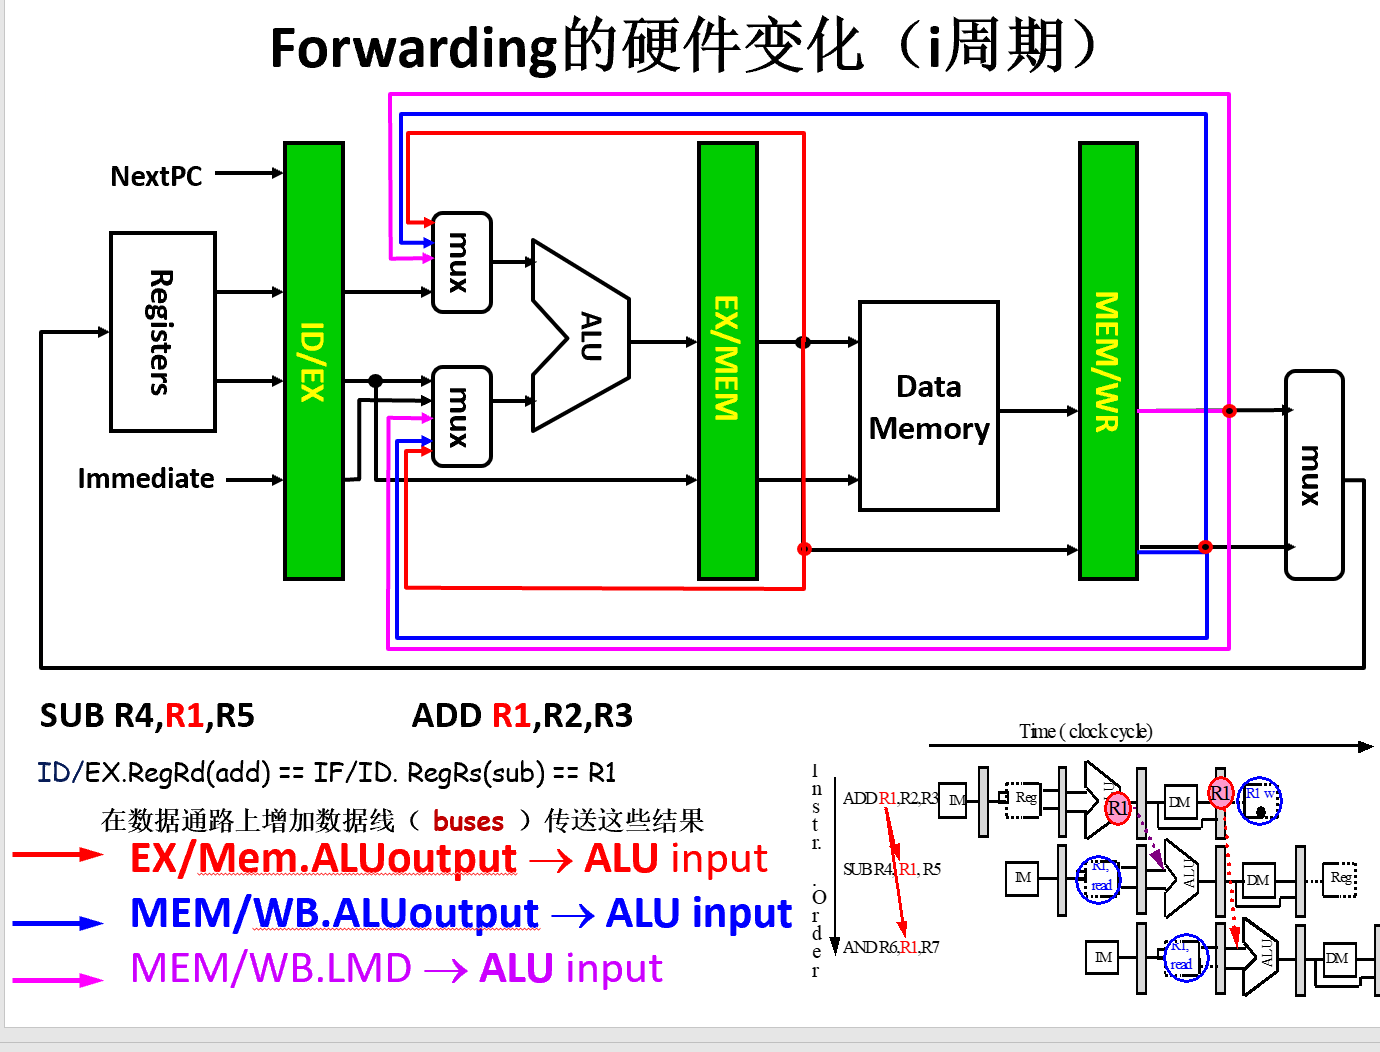 Forwarding的硬件变化（i周期）
NextPC
Registers
Immediate
ID/EX
mux
mux
ALU
EX/MEM
Data
Memory
MEM/WR
mux
SUB R4,R1,R5
ADD R1,R2,R3
ID/EX.RegRd(add) == IF/ID. RegRs(sub) == R1
在数据通路上增加数据线（ buses ）传送这些结果
EX/Mem.ALUoutput → ALU input
MEM/WB.ALUoutput → ALU input
MEM/WB.LMD → ALU input
Time ( clock cycle)
Instr. Order
ADD R1,R2,R3
IM
Reg
R1
DM
R1
R1 w
SUB R4, R1, R5
IM
R1, read
ALU
DM
Reg
AND R6,R1,R7
IM
R1, read
ALU
DM